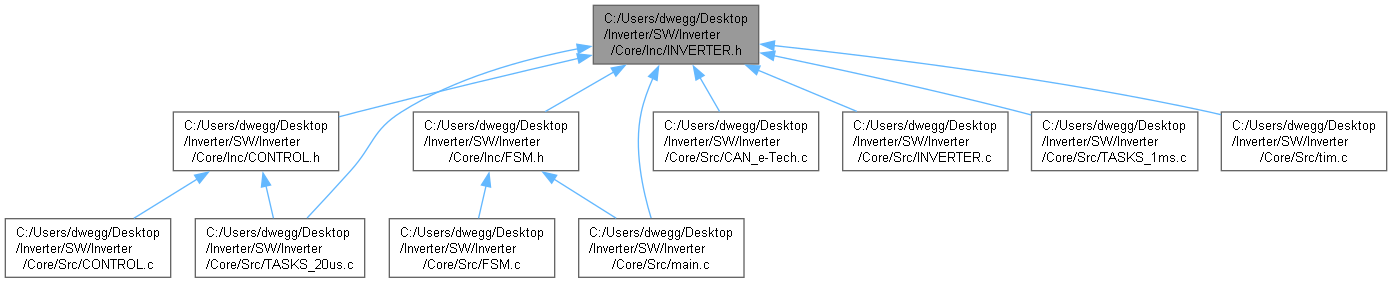 C:/Users/dwegg/Desktop
/Inverter/SW/Inverter
/Core/Inc/INVERTER.h
C:/Users/dwegg/Desktop
/Inverter/SW/Inverter
/Core/Inc/CONTROL.h
C:/Users/dwegg/Desktop
/Inverter/SW/Inverter
/Core/Inc/FSM.h
C:/Users/dwegg/Desktop
/Inverter/SW/Inverter
/Core/Src/CAN_e-Tech.c
C:/Users/dwegg/Desktop
/Inverter/SW/Inverter
/Core/Src/INVERTER.c
C:/Users/dwegg/Desktop
/Inverter/SW/Inverter
/Core/Src/TASKS_1ms.c
C:/Users/dwegg/Desktop
/Inverter/SW/Inverter
/Core/Src/tim.c
C:/Users/dwegg/Desktop
/Inverter/SW/Inverter
/Core/Src/CONTROL.c
C:/Users/dwegg/Desktop
/Inverter/SW/Inverter
/Core/Src/TASKS_20us.c
C:/Users/dwegg/Desktop
/Inverter/SW/Inverter
/Core/Src/FSM.c
C:/Users/dwegg/Desktop
/Inverter/SW/Inverter
/Core/Src/main.c